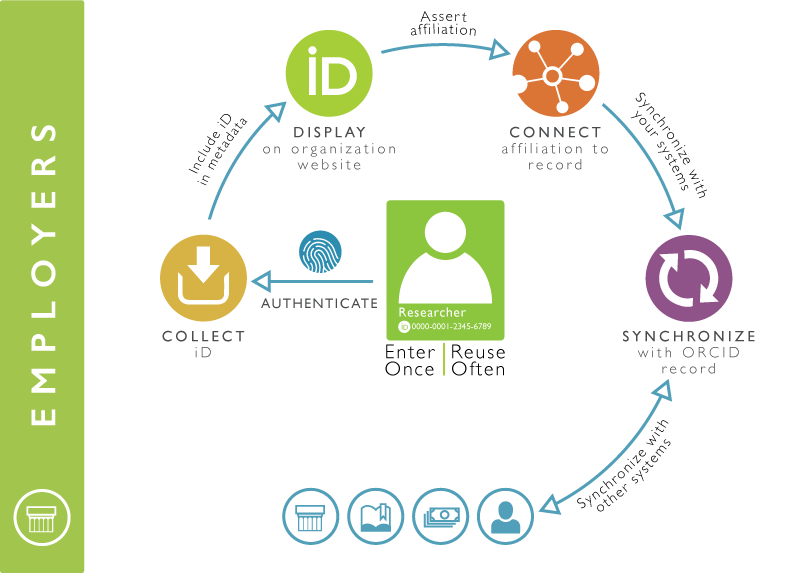 EMPLOYERS
Assert
affiliation
iD
DISPLAY
on organization
website
CONNECT
affiliation to
record
Include iD
in metadata
Synchronize with
your systems
AUTHENTICATE
COLLECT
iD
Researcher
iD 0000-0001-2345-6789
Enter Once
Reuse Often
SYNCHRONIZE
with ORCID
record
Synchronize with
other systems